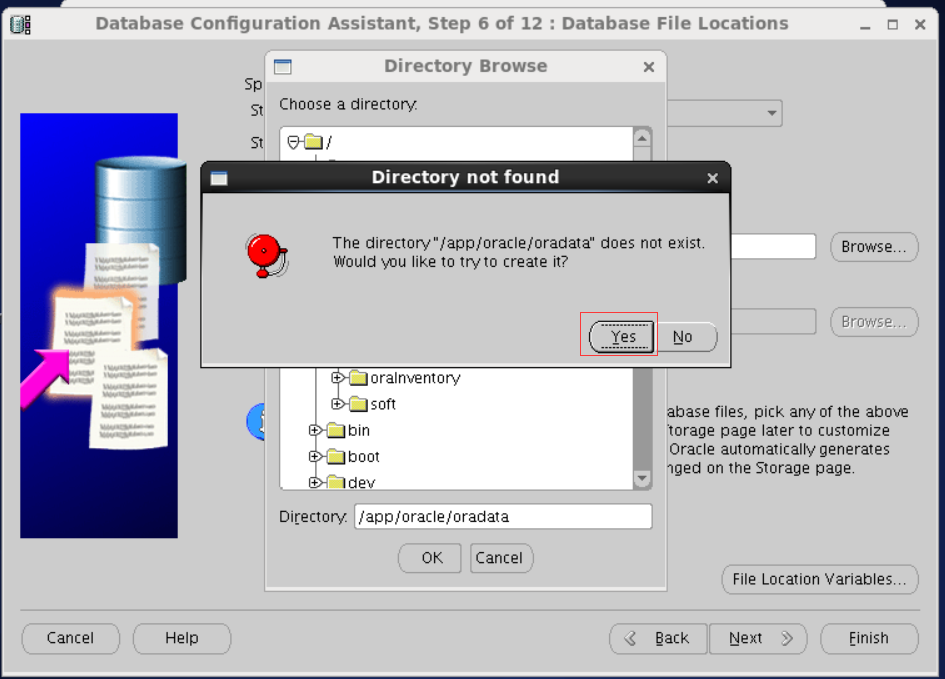 Database Configuration Assistant, Step 6 of 12 : Database File Locations
Directory Browse
Sp
Choose a directory:
St
St
/
Directory not found
The directory "/app/oracle/oradata" does not exist.
Would you like to try to create it?
Browse...
Yes
No
Browse...
oraInventory
soft
abase files, pick any of the above
bin
torage page later to customize
Oracle automatically generates
boot
nged on the Storage page.
dev
Directory: /app/oracle/oradata
OK
Cancel
File Location Variables...
Cancel
Help
Back
Next
Finish